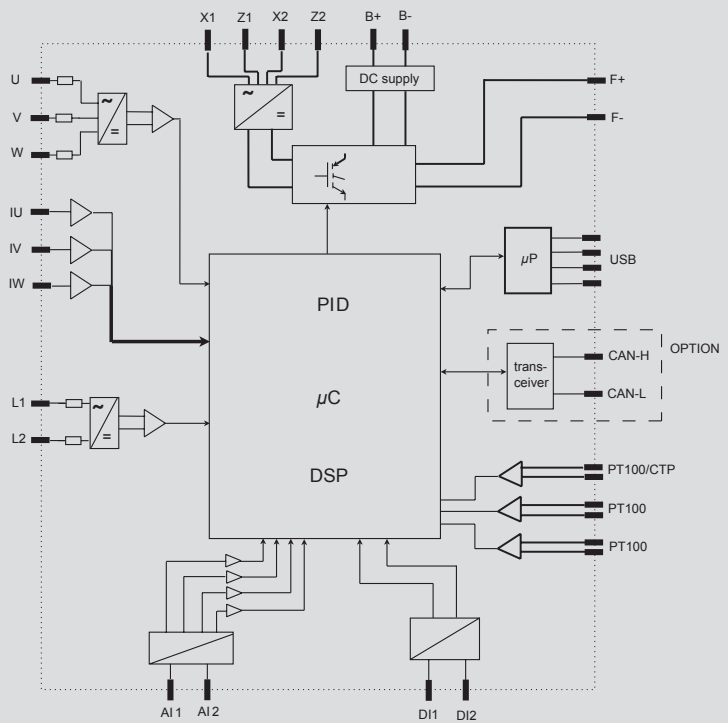 X1 Z1 X2 Z2 B+ B-
DC supply
U
V
W
~
=
~
=
F+
F-
IU
IV
IW
µP
USB
PID
µC
DSP
trans-
ceiver
CAN-H
CAN-L
OPTION
L1
L2
~
=
PT100/CTP
PT100
PT100
AI 1 AI 2
DI1 DI2